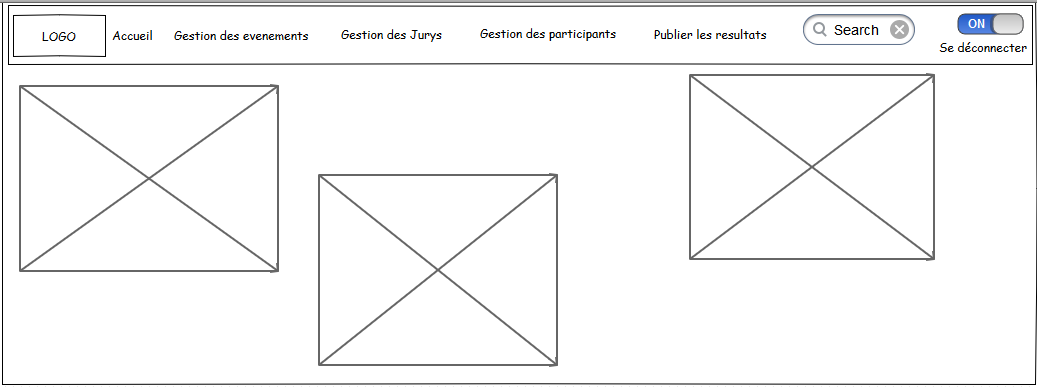 LOGO
Accueil
Gestion des evenements
Gestion des Jurys
Gestion des participants
Publier les resultats
Search
ON
Se déconnecter